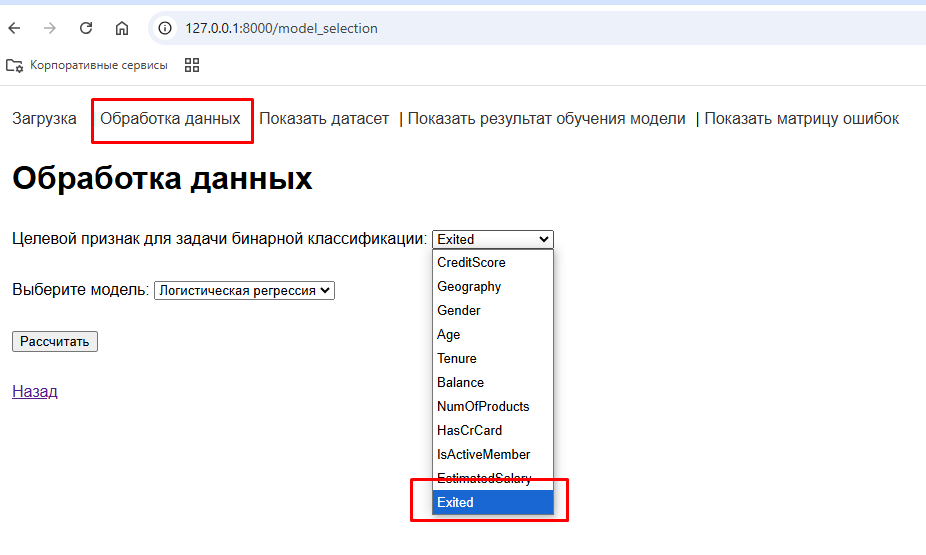 127.0.0.1:8000/model_selection
Корпоративные сервисы
Загрузка Обработка данных Показать датасет | Показать результат обучения модели | Показать матрицу ошибок
Обработка данных
Целевой признак для задачи бинарной классификации: Exited
CreditScore
Geography
Выберите модель: Логистическая регрессия
Gender
Age
Рассчитать
Tenure
Balance
Назад
NumOfProducts
HasCrCard
IsActiveMember
EstimatedSalary
Exited